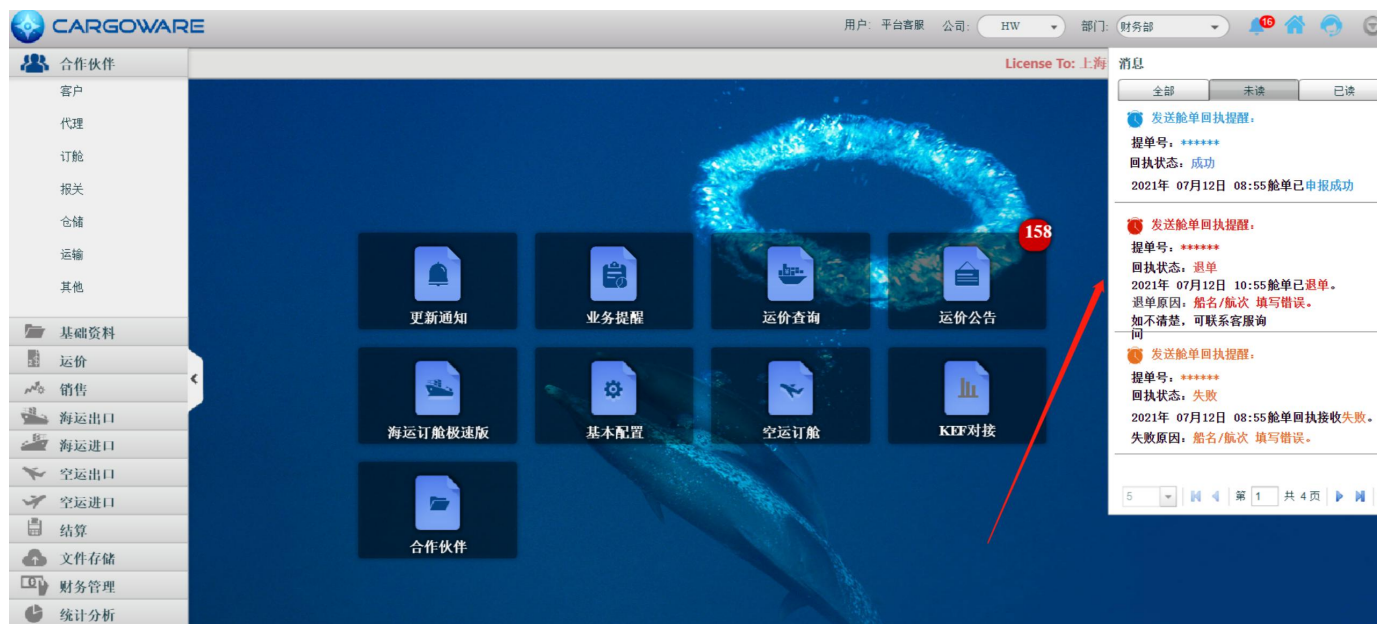 CARGOWARE
用户: 平台客服 公司: HW 部门: 财务部 16
合作伙伴
License To: 上海
客户
代理
订舱
报关
仓储
运输
其他
基础资料
运价
销售
海运出口
海运进口
空运出口
空运进口
结算
文件存储
财务管理
统计分析
更新通知
业务提醒
运价查询
158
运价公告
海运订舱极速版
基本配置
空运订舱
KEF对接
合作伙伴
消息
全部 未读 已读
发送舱单回执提醒:
提单号: ******
回执状态: 成功
2021年 07月12日 08:55舱单已申报成功
发送舱单回执提醒:
提单号: ******
回执状态: 退单
2021年 07月12日 10:55舱单已退单。
退单原因: 船名/航次 填写错误。
如不清楚, 可联系客服询
问
发送舱单回执提醒:
提单号: ******
回执状态: 失败
2021年 07月12日 08:55舱单回执接收失败。
失败原因: 船名/航次 填写错误。
5 第 1 共 4 页